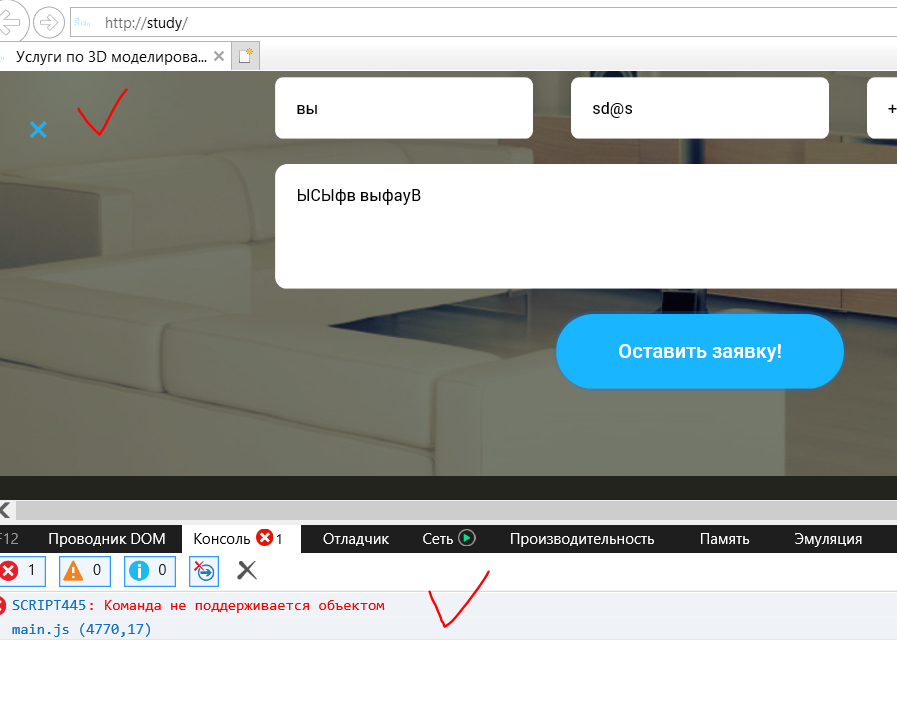 http://study/
Услуги по 3D моделирова...
вы
sd@s
+
ЫСЫфв выфауВ
Оставить заявку!
F12
Проводник DOM
Консоль 1
Отладчик
Сеть
Производительность
Память
Эмуляция
1
0
0
SCRIPT445: Команда не поддерживается объектом
main.js (4770,17)